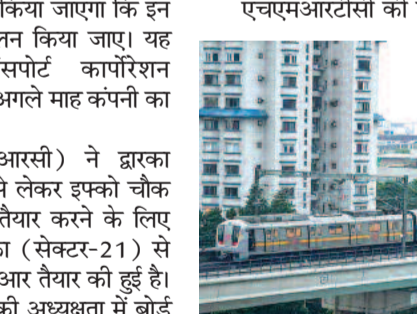 किया जाएगा कि इन
लन किया जाए। यह
सपोर्ट कार्पोरेशन
अगले माह कंपनी का
आरसी) ने द्वारका
से लेकर इफ्को चौक
तैयार करने के लिए
का (सेक्टर-21) से
आर तैयार की हुई है।
की अध्यक्षता में बोर्ड
एचएमआरटीसी की